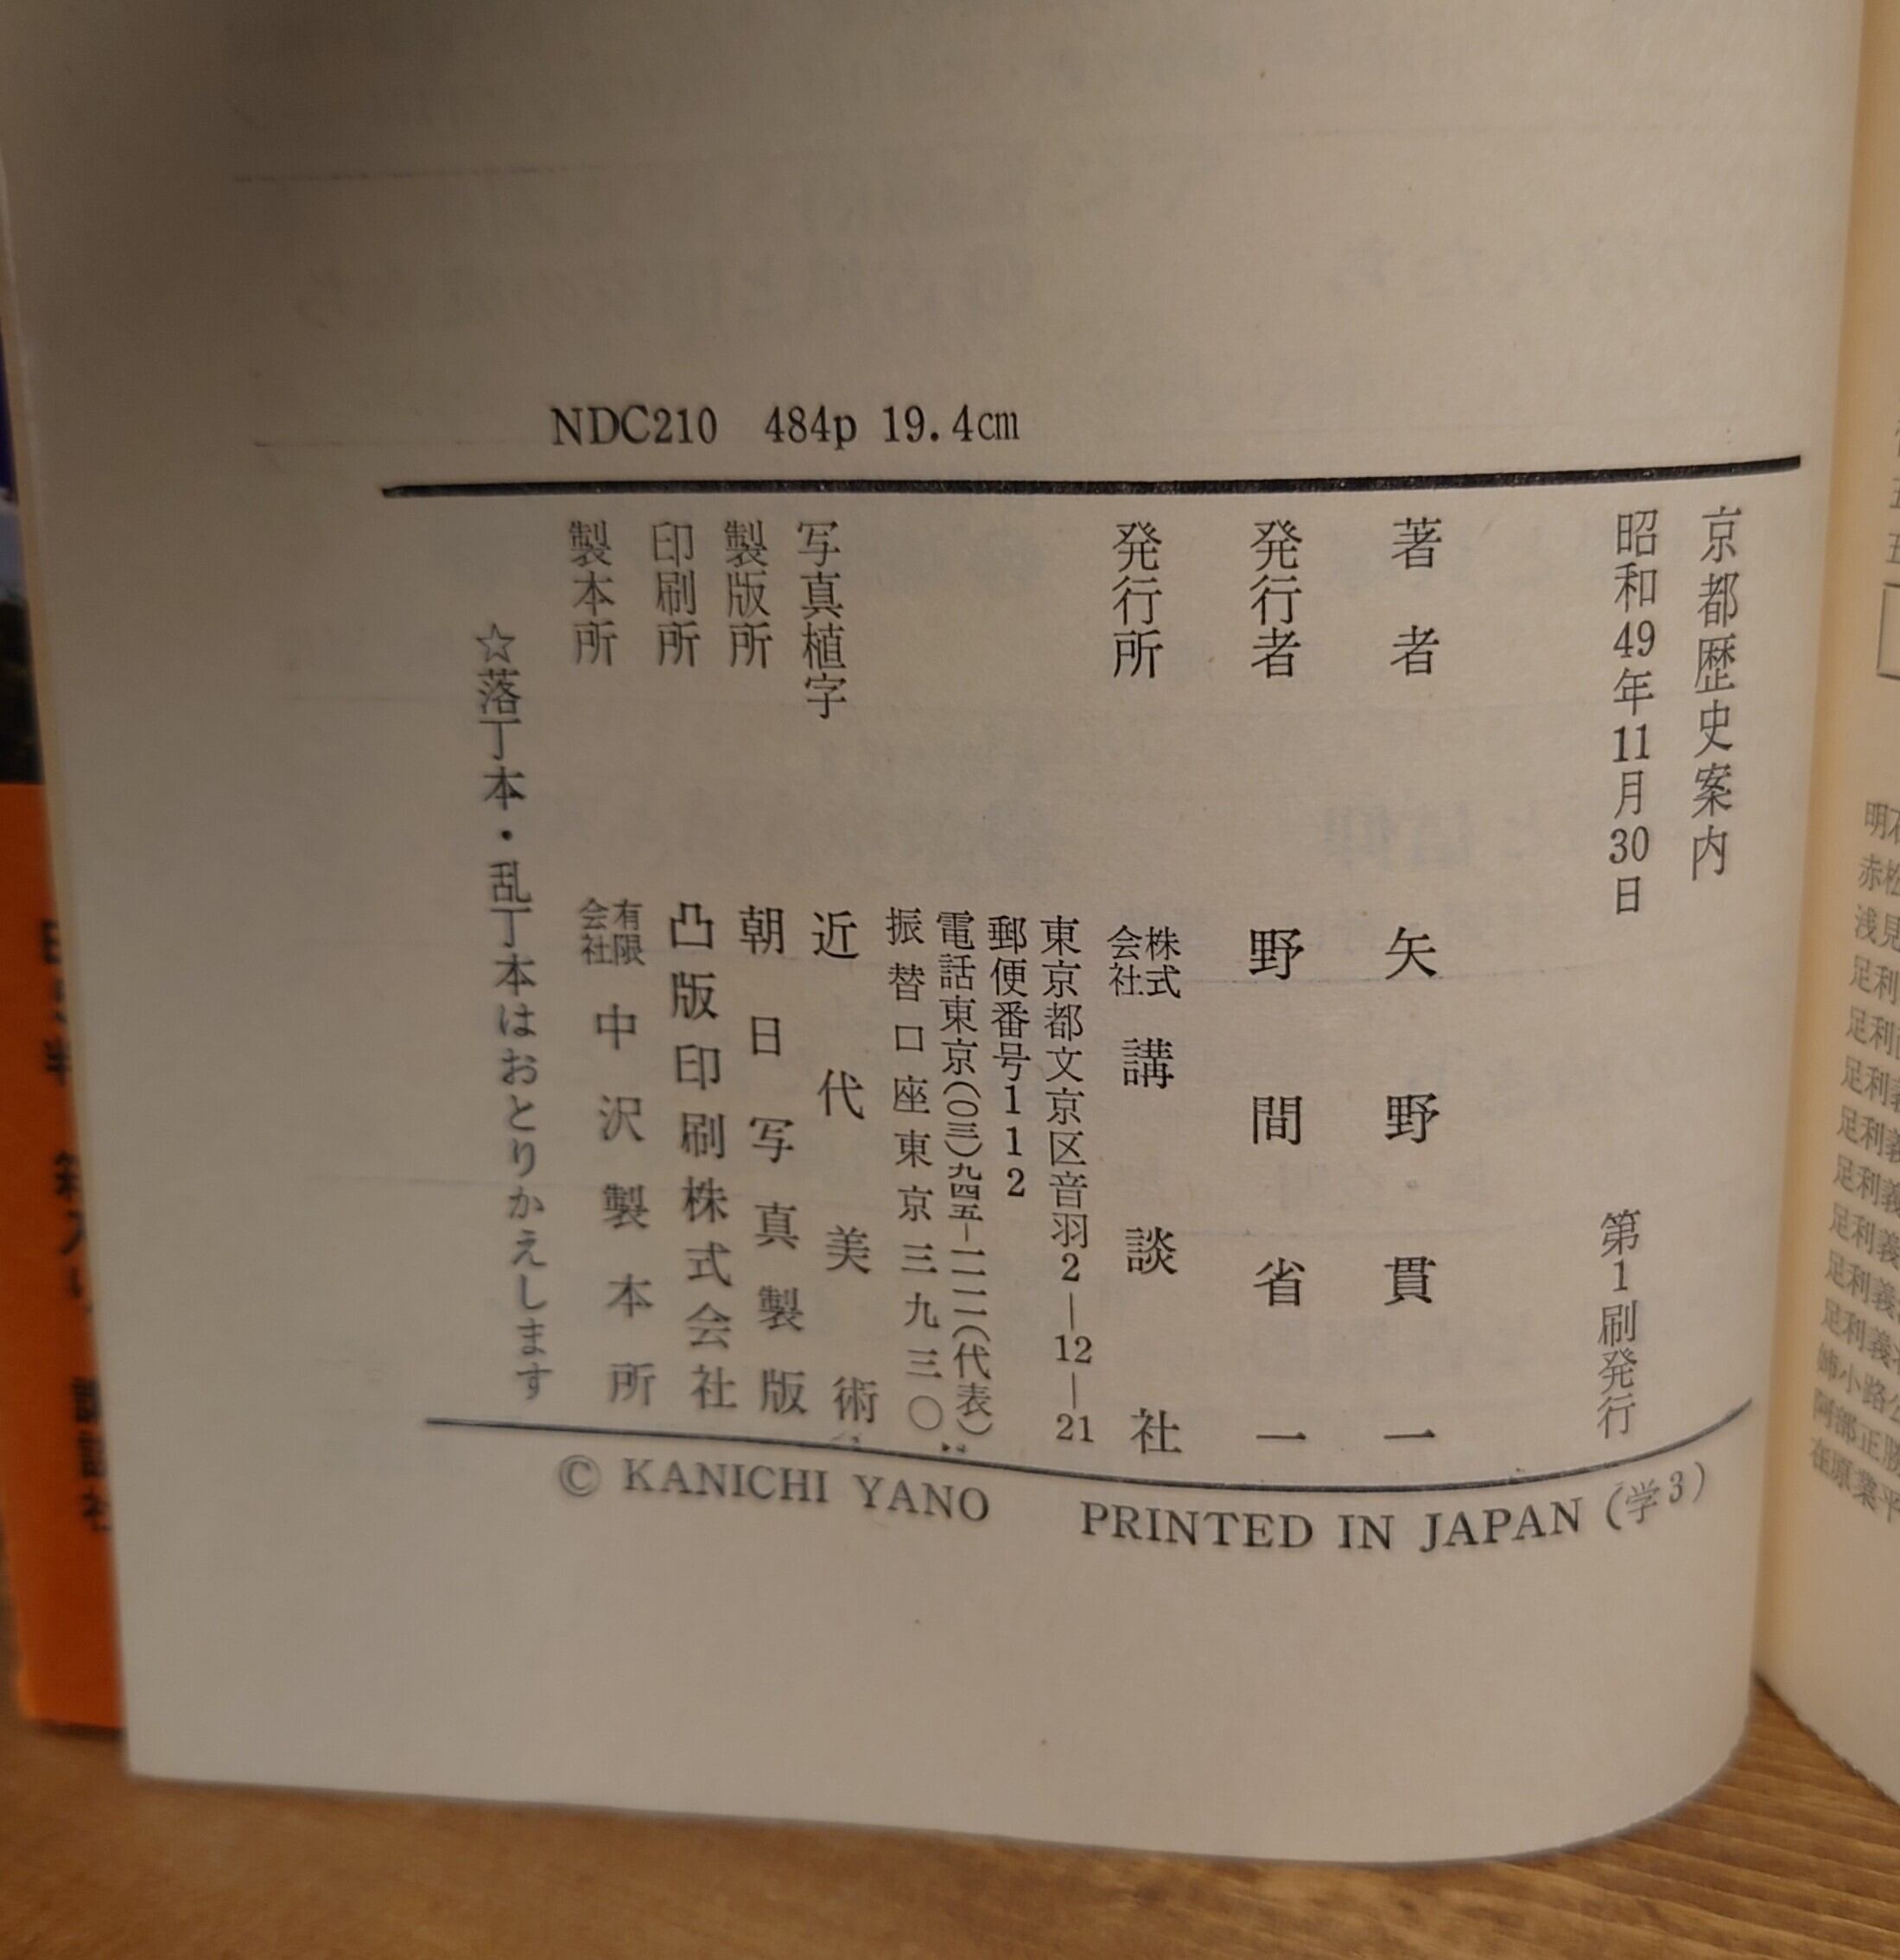 NDC210 484p 19.4cm
京都歴史案内
昭和49年11月30日 第1刷発行
著者 矢野貫一
発行者 野間省一
発行所 株式会社 講談社
東京都文京区音羽2―12―21
郵便番号112
電話東京(〇三)九四五―一一一一(代表)
振替口座東京三九三〇
写真植字 近代美術
製版所 朝日写真製版
印刷所 凸版印刷株式会社
製本所 有限会社 中沢製本所
☆落丁本・乱丁本はおとりかえします
© KANICHI YANO PRINTED IN JAPAN (学3)